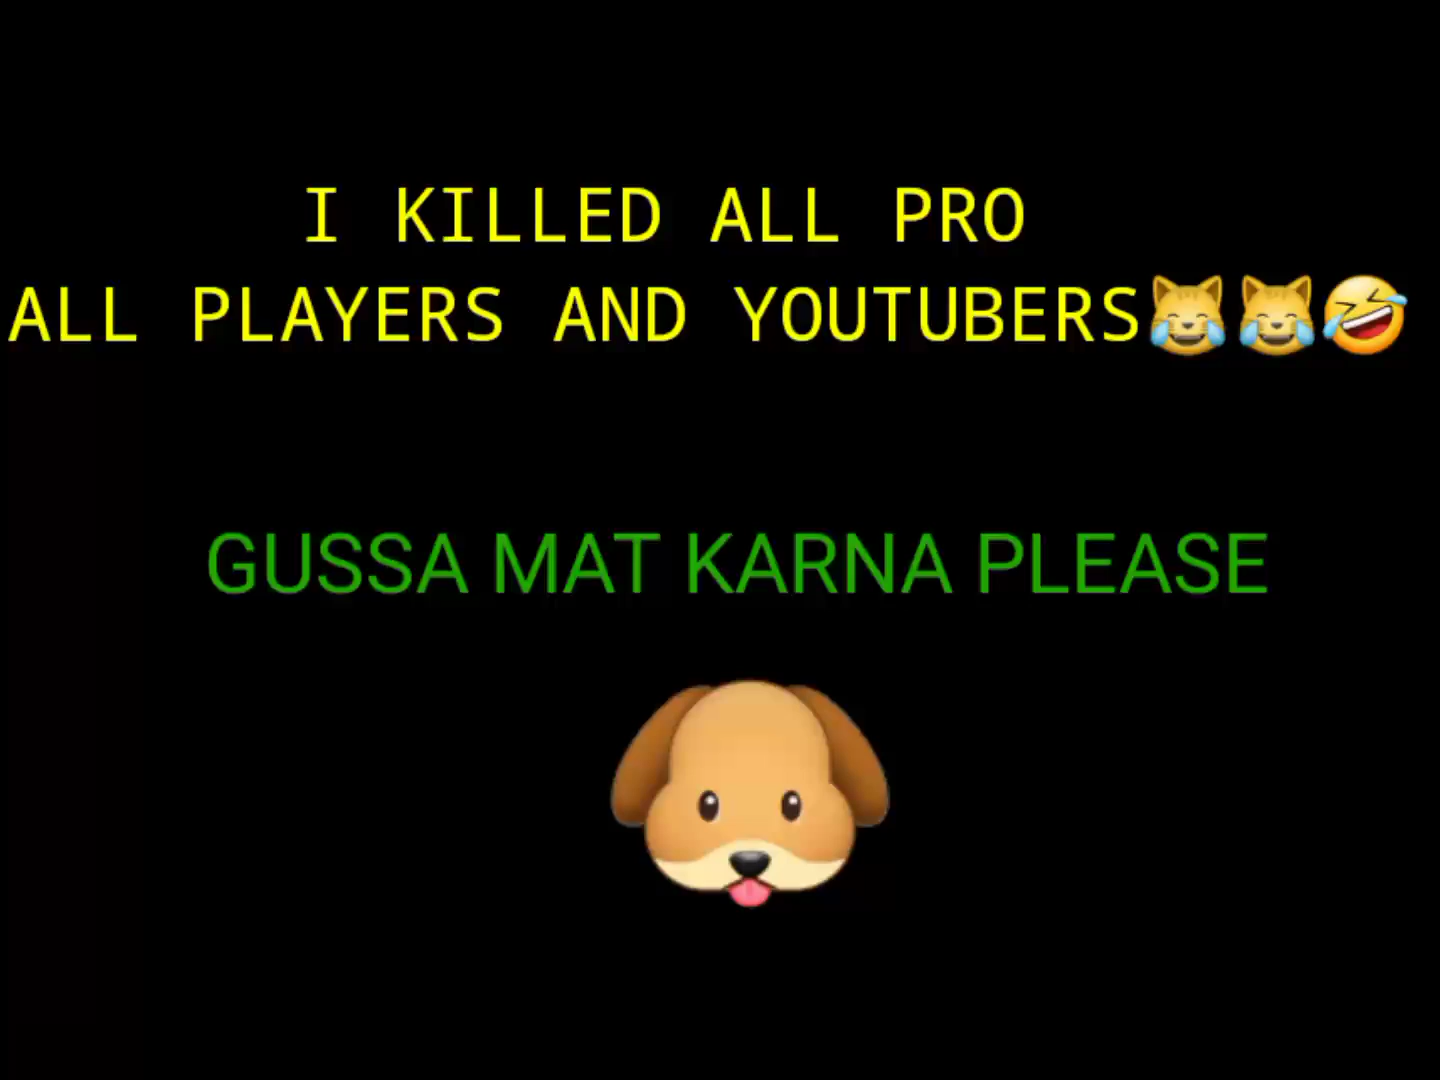 I KILLED ALL PRO
ALL PLAYERS AND YOUTUBERS😹😹🤣
GUSSA MAT KARNA PLEASE